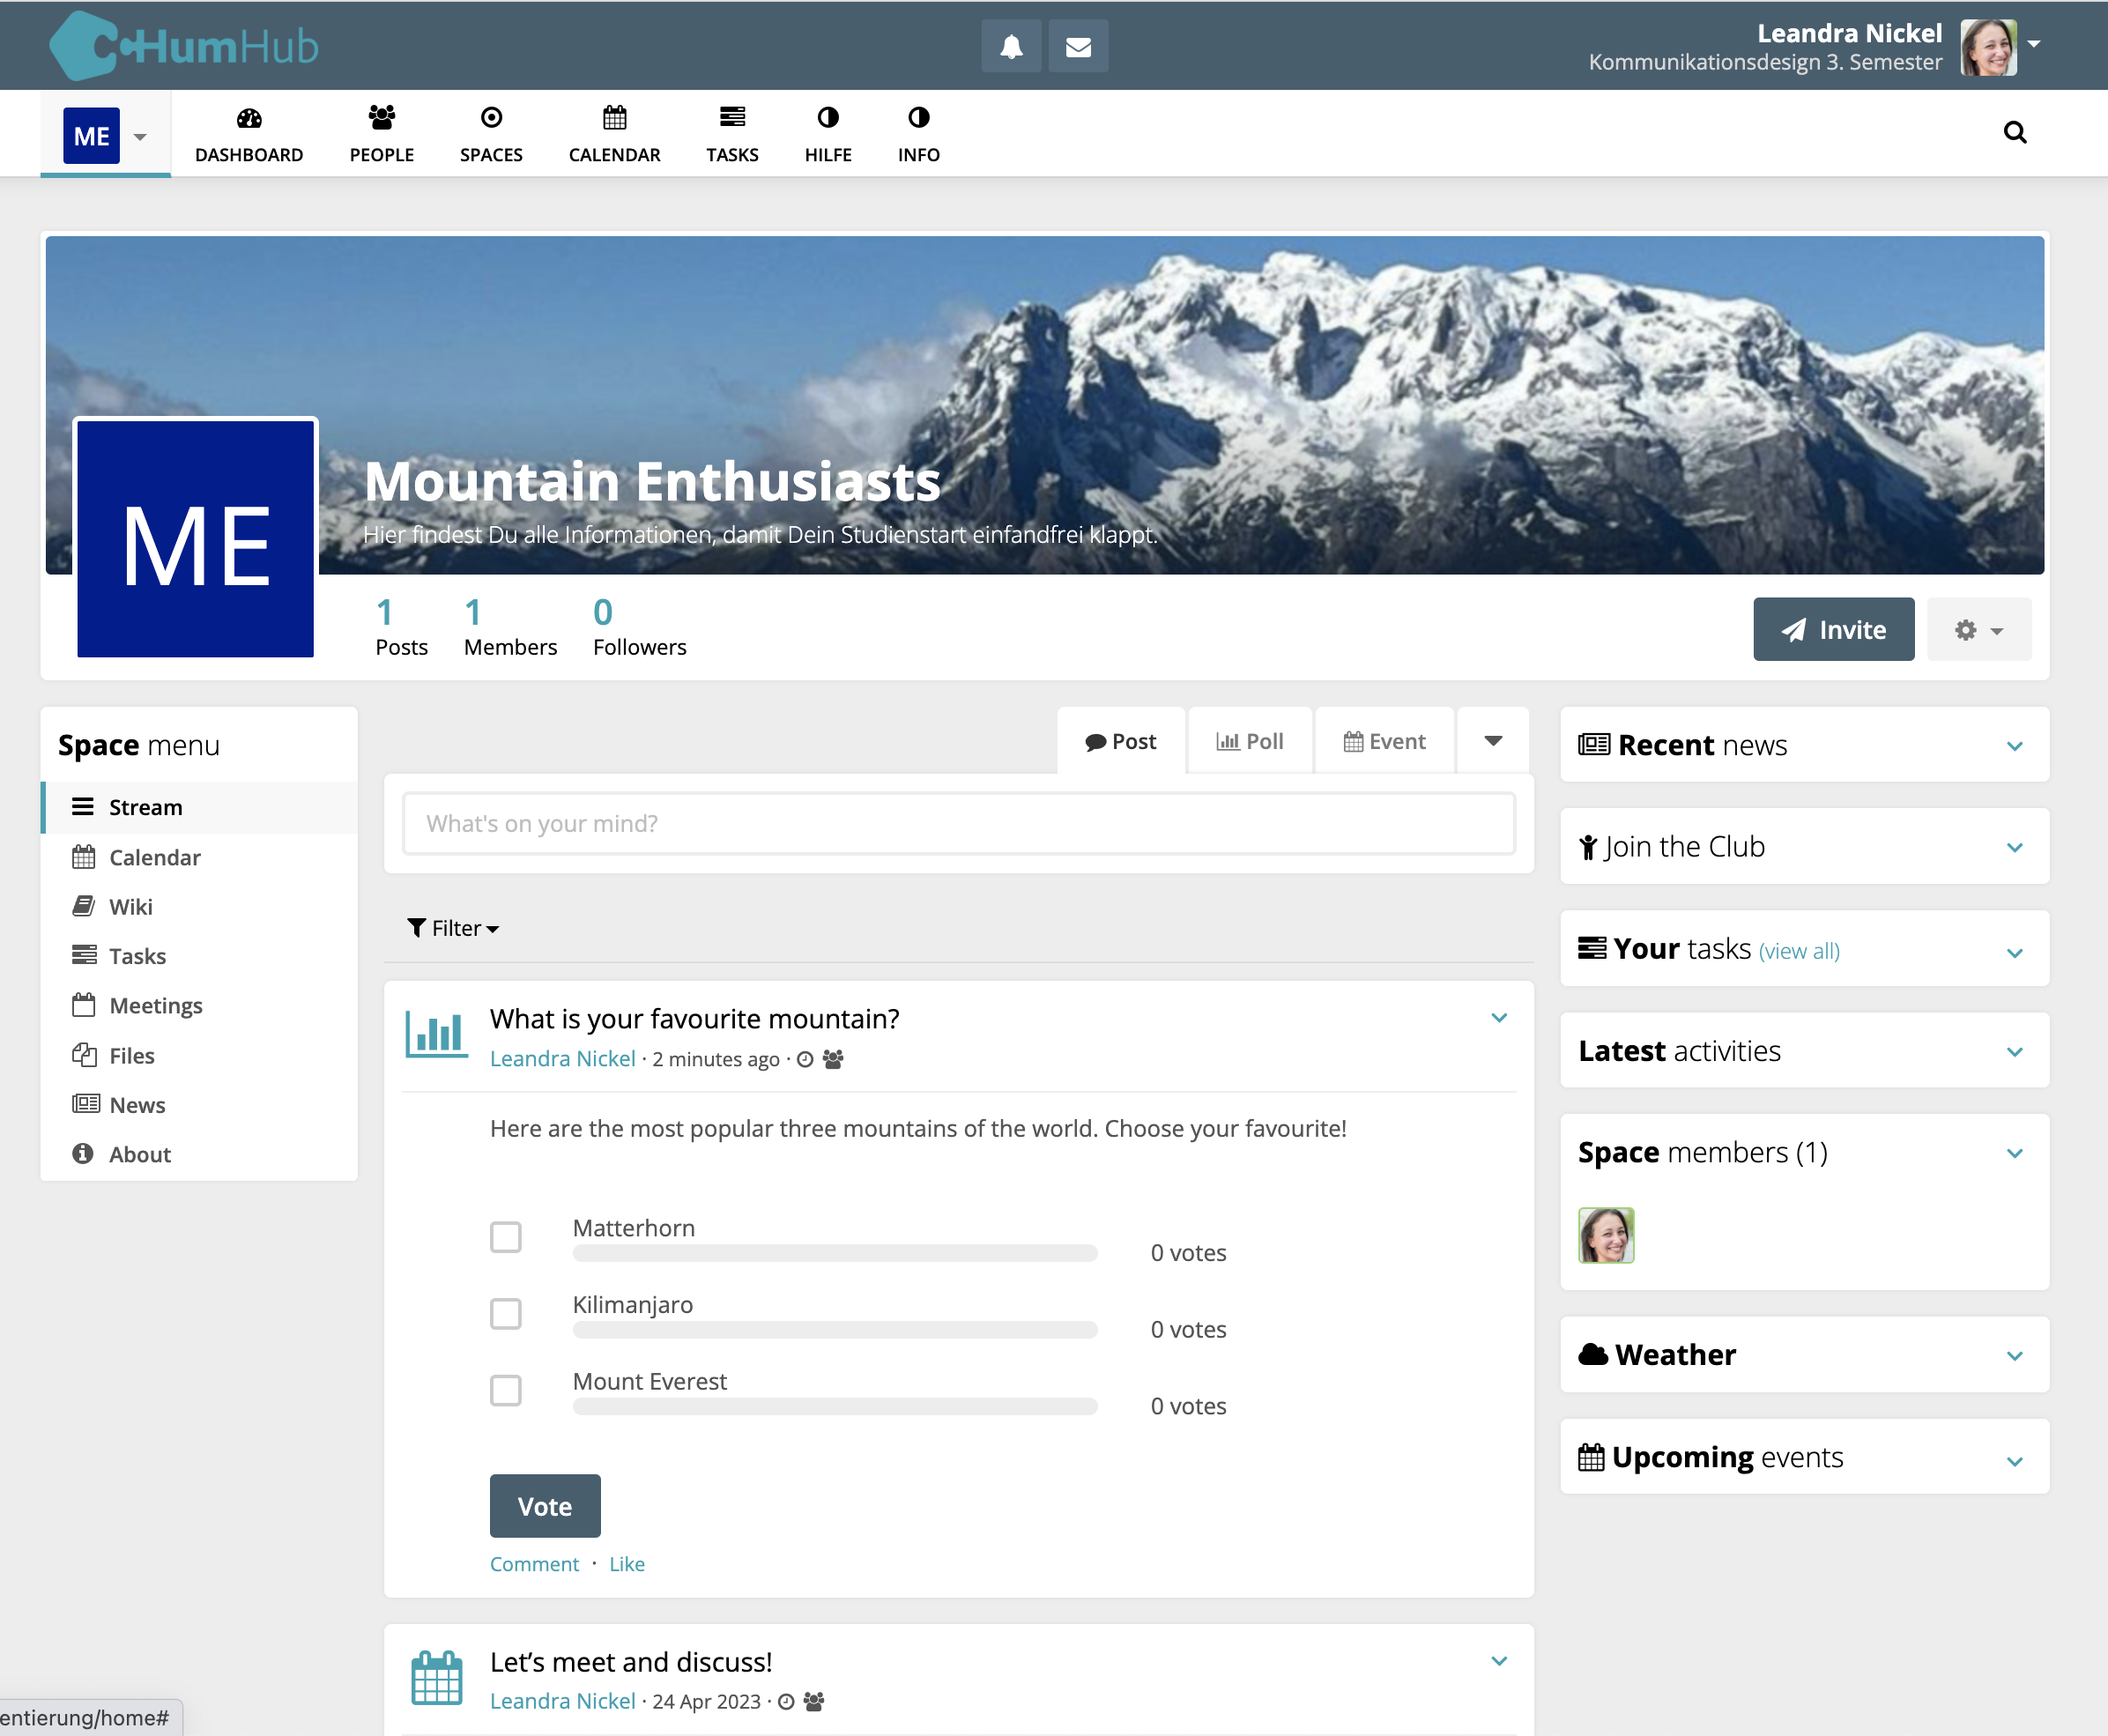 HumHub
Leandra Nickel
Kommunikationsdesign 3. Semester
ME
DASHBOARD
PEOPLE
SPACES
CALENDAR
TASKS
HILFE
INFO
ME
Mountain Enthusiasts
Hier findest Du alle Informationen, damit Dein Studienstart einfandfrei klappt.
1
Posts
1
Members
0
Followers
Invite
Space menu
Stream
Calendar
Wiki
Tasks
Meetings
Files
News
About
Post
Poll
Event
What's on your mind?
Filter
What is your favourite mountain?
Leandra Nickel · 2 minutes ago ·
Here are the most popular three mountains of the world. Choose your favourite!
Matterhorn
0 votes
Kilimanjaro
0 votes
Mount Everest
0 votes
Vote
Comment · Like
Let’s meet and discuss!
Leandra Nickel · 24 Apr 2023 ·
Recent news
Join the Club
Your tasks (view all)
Latest activities
Space members (1)
Weather
Upcoming events
entierung/home#